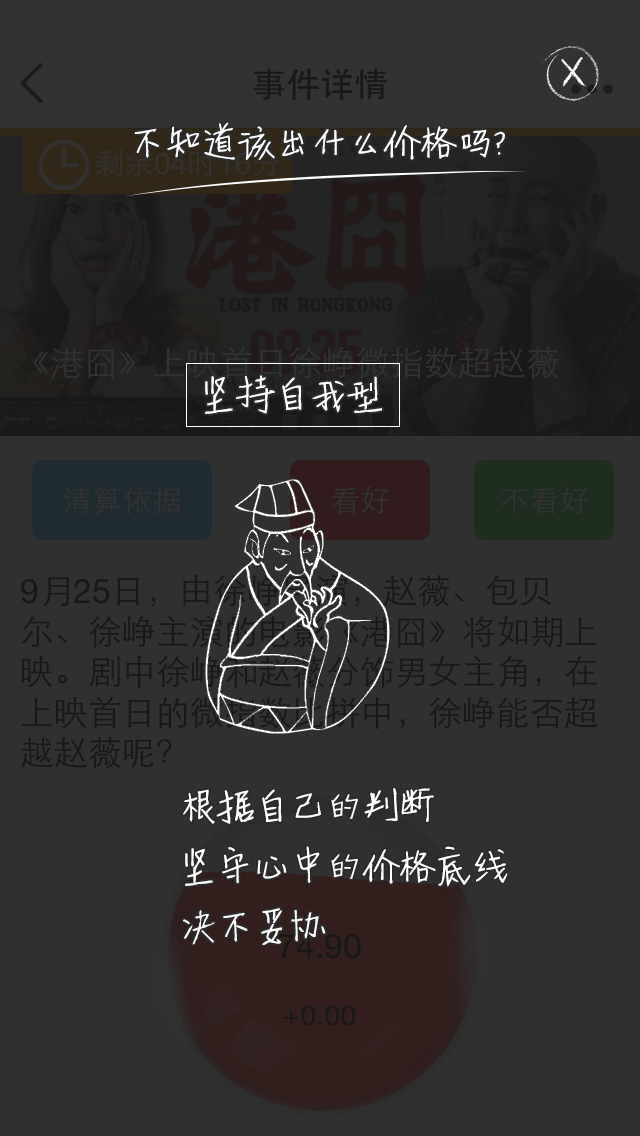 事件详情
X
不知道该出什么价格吗?
剩余04时16分
港囧
LOST IN HONGKONG
09.25
《港囧》上映首日徐峥微指数超赵薇
坚持自我型
清算依据
看好
不看好
9月25日，由徐峥导演，赵薇、包贝
尔、徐峥主演的电影《港囧》将如期上
映。剧中徐峥和赵薇分饰男女主角，在
上映首日的微指数比拼中，徐峥能否超
越赵薇呢?
根据自己的判断
坚守心中的价格底线
决不妥协
74.90
+0.00